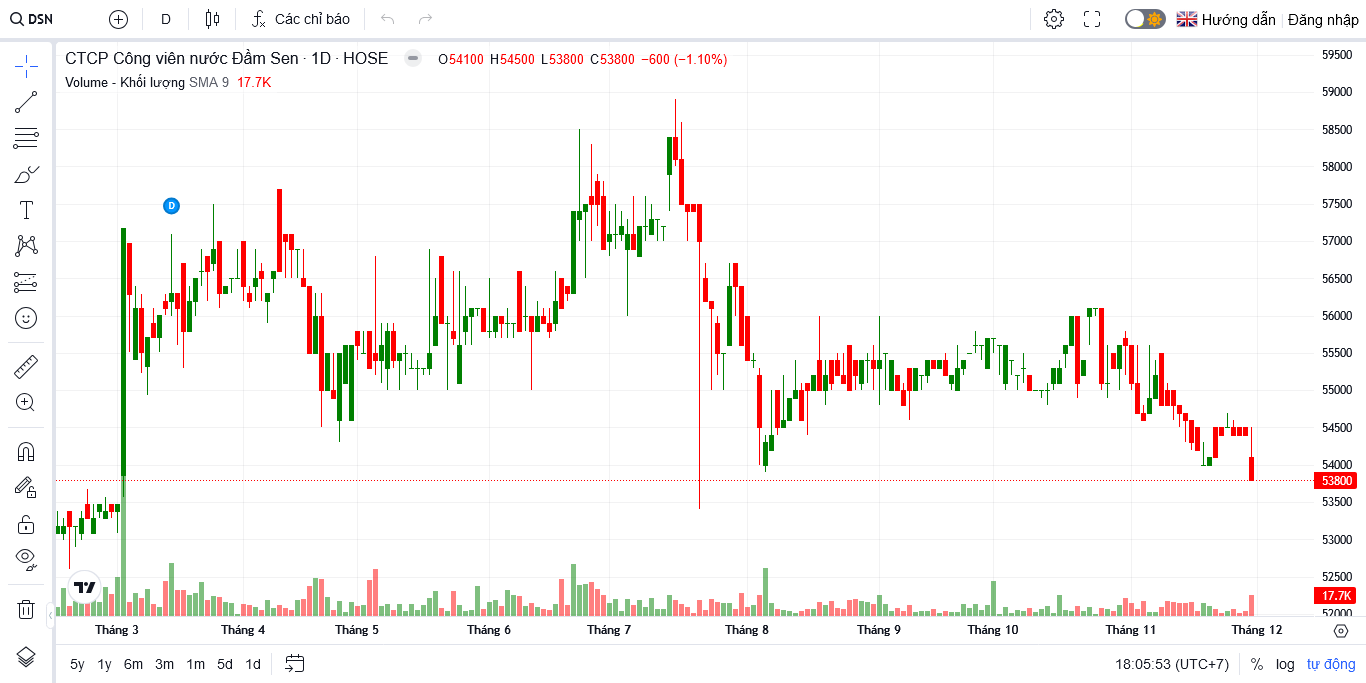 DSN D Các chỉ báo Hướng dẫn Đăng nhập
CTCP Công viên nước Đầm Sen · 1D · HOSE O54100 H54500 L53800 C53800 −600 (−1.10%)
Volume - Khối lượng SMA 9 17.7K
D
59500
59000
58500
58000
57500
57000
56500
56000
55500
55000
54500
54000
53800
53500
53000
52500
17.7K
52000
Tháng 3 Tháng 4 Tháng 5 Tháng 6 Tháng 7 Tháng 8 Tháng 9 Tháng 10 Tháng 11 Tháng 12
5y 1y 6m 3m 1m 5d 1d 18:05:53 (UTC+7) % log tự động